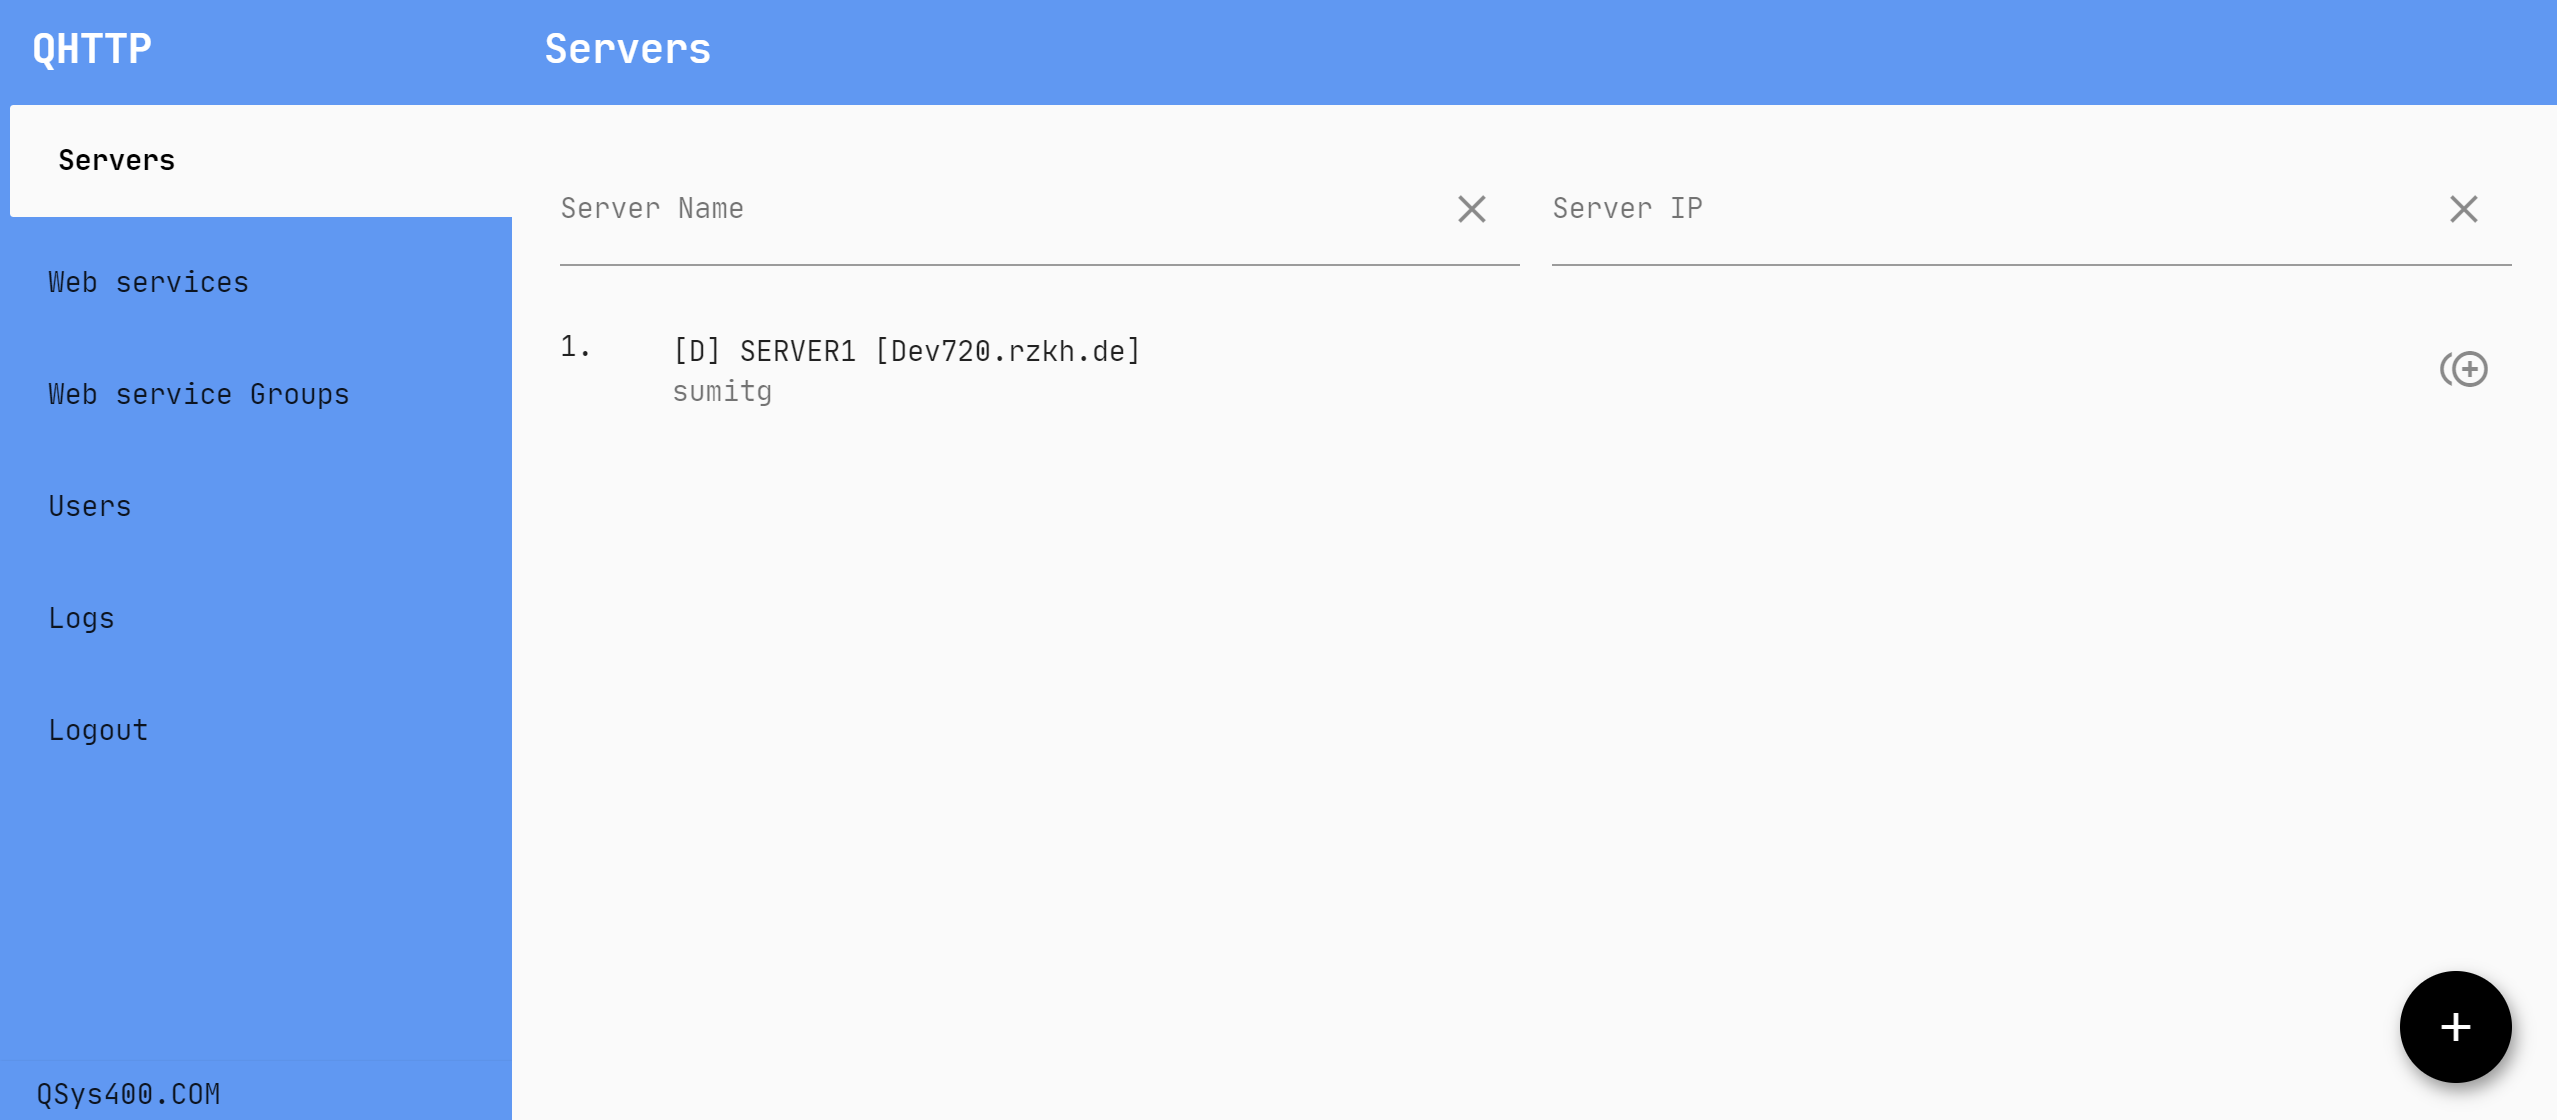 QHTTP
Servers
Servers
Web services
Web service Groups
Users
Logs
Logout
QSys400.COM
Server Name
Server IP
1.
[D] SERVER1 [Dev720.rzkh.de]
sumitg